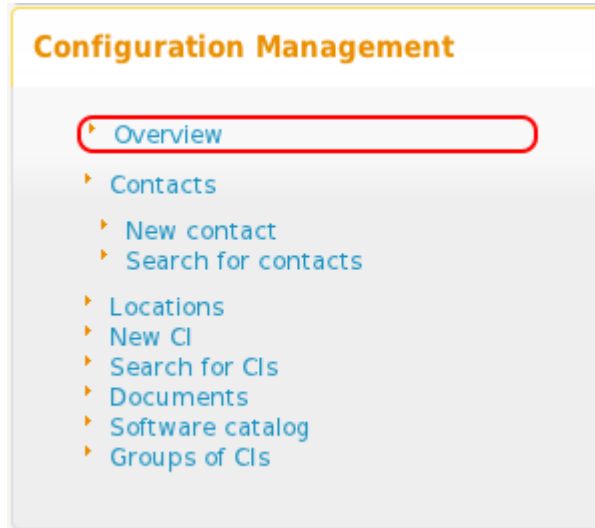 Configuration Management
Overview
Contacts
New contact
Search for contacts
Locations
New CI
Search for CIs
Documents
Software catalog
Groups of CIs